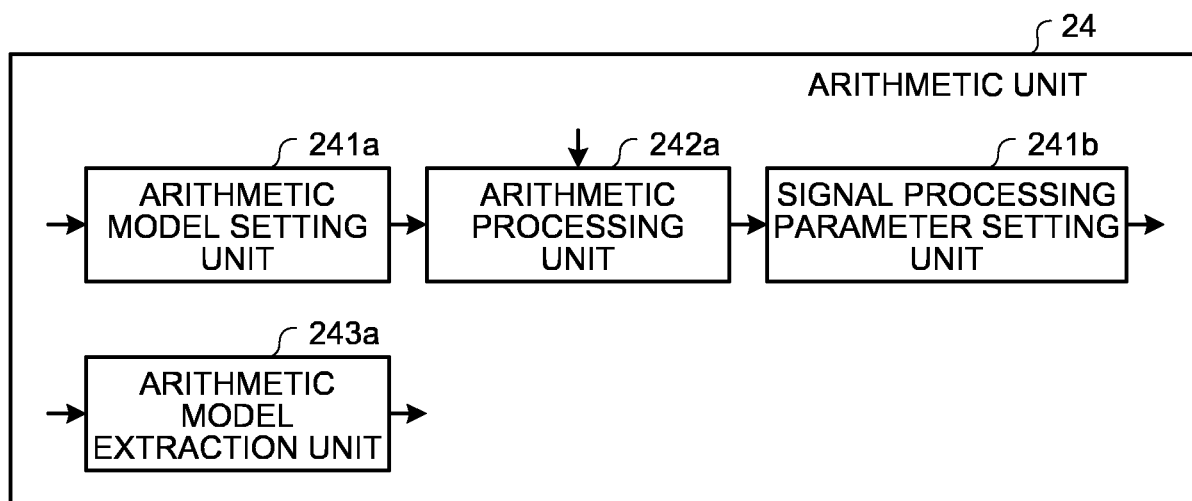 24
ARITHMETIC UNIT
241a
ARITHMETIC
MODEL SETTING
UNIT
242a
ARITHMETIC
PROCESSING
UNIT
241b
SIGNAL PROCESSING
PARAMETER SETTING
UNIT
243a
ARITHMETIC
MODEL
EXTRACTION UNIT